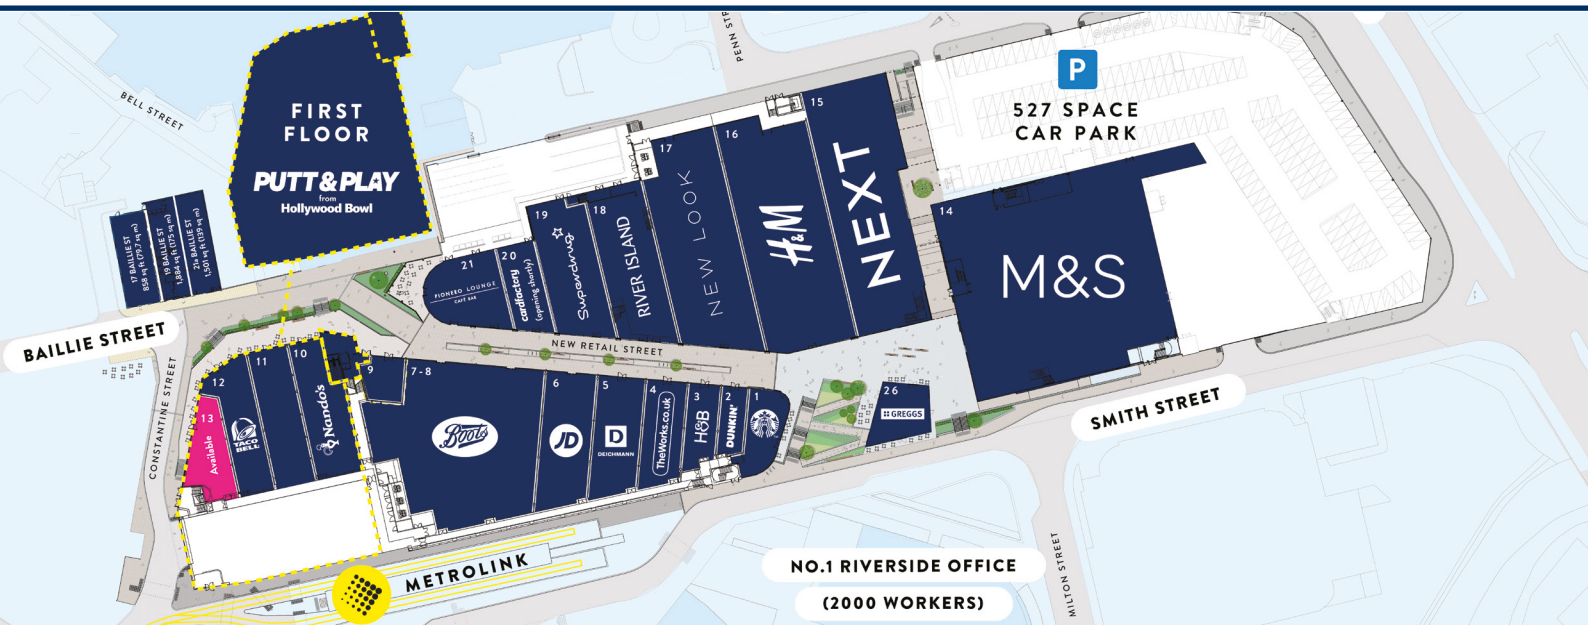 PENN STR
BELL STREET
FIRST
FLOOR
PUTT&PLAY
from
Hollywood Bowl
P
527 SPACE
CAR PARK
17 BAILLIE ST
858 sq ft (79.7 sq m)
19 BAILLIE ST
1,884 sq ft (175 sq m)
21a BAILLIE ST
1,501 sq ft (139 sq m)
BAILLIE STREET
CONSTANTINE STREET
21
PIONEER LOUNGE
CAFÉ BAR
20
cardfactory
(opening shortly)
19
Superdrug
18
RIVER ISLAND
17
NEW LOOK
16
H&M
15
NEXT
14
M&S
NEW RETAIL STREET
13
Available
12
TACO
BELL
11
10
Nando's
9
7-8
Boots
6
JD
5
D
DEICHMANN
4
TheWorks.co.uk
3
H&B
2
DUNKIN'
1
26
GREGGS
SMITH STREET
METROLINK
NO.1 RIVERSIDE OFFICE
(2000 WORKERS)
MILTON STREET